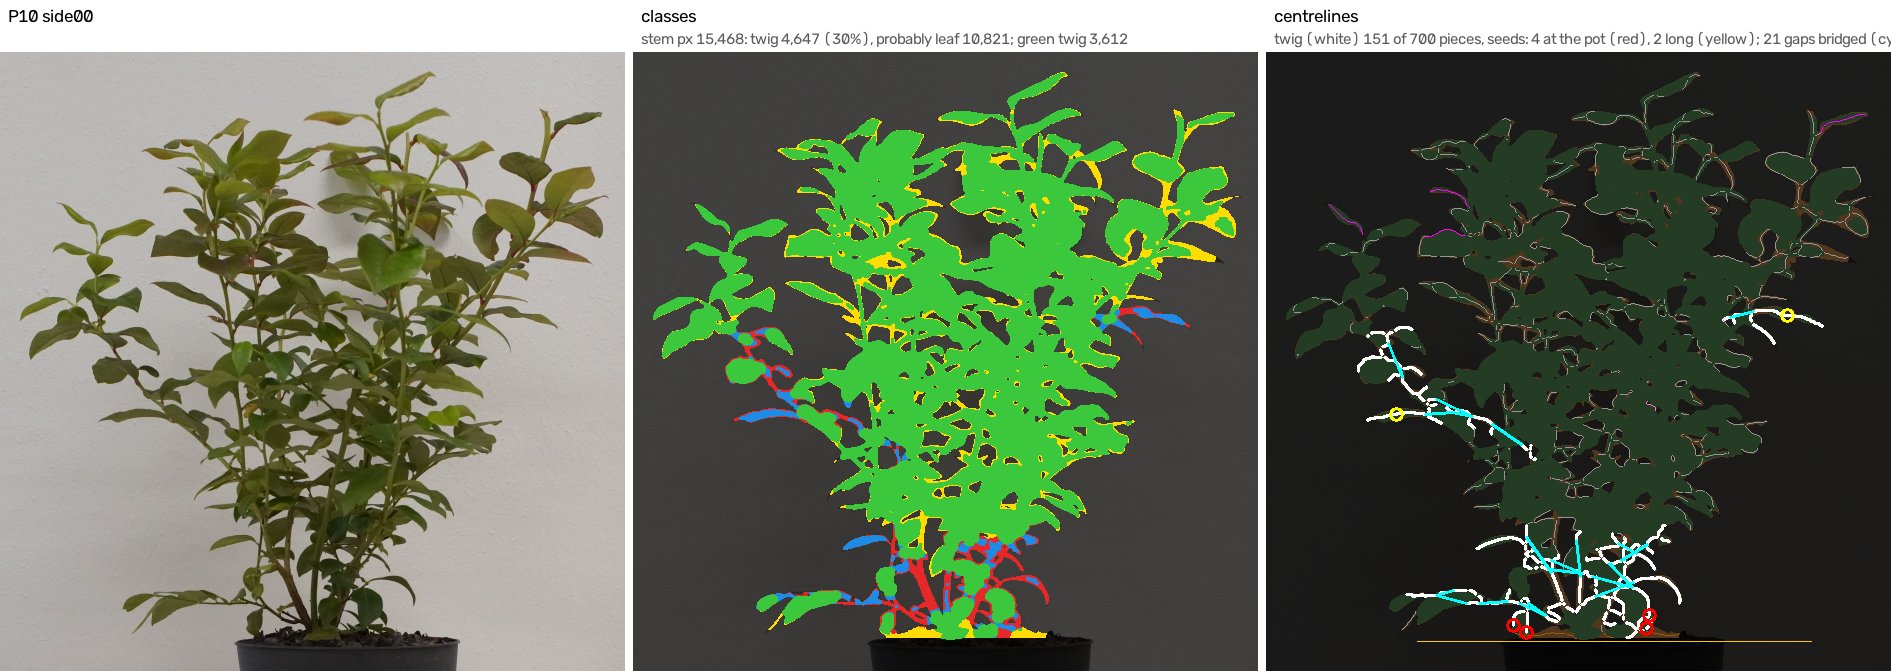 P10 side00
classes
stem px 15,468: twig 4,647 (30%), probably leaf 10,821; green twig 3,612
centrelines
twig (white) 151 of 700 pieces, seeds: 4 at the pot (red), 2 long (yellow); 21 gaps bridged (cy